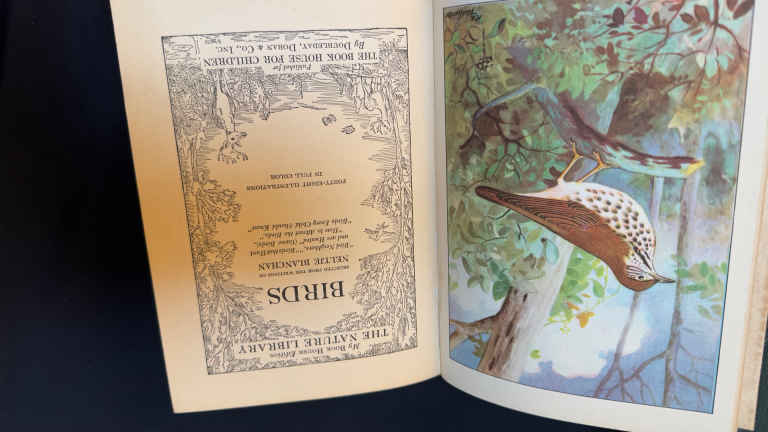 My Book House Edition
THE NATURE LIBRARY
BIRDS
SELECTED FROM THE WRITINGS OF
NELTJE BLANCHAN
"Bird Neighbors", "Birds that Hunt
and are Hunted" (Game Birds),
"How to Attract the Birds,"
"Birds Every Child Should Know"
FORTY-EIGHT ILLUSTRATIONS
IN FULL COLOR
Published for
THE BOOK HOUSE FOR CHILDREN
By DOUBLEDAY, DORAN & CO., INC.